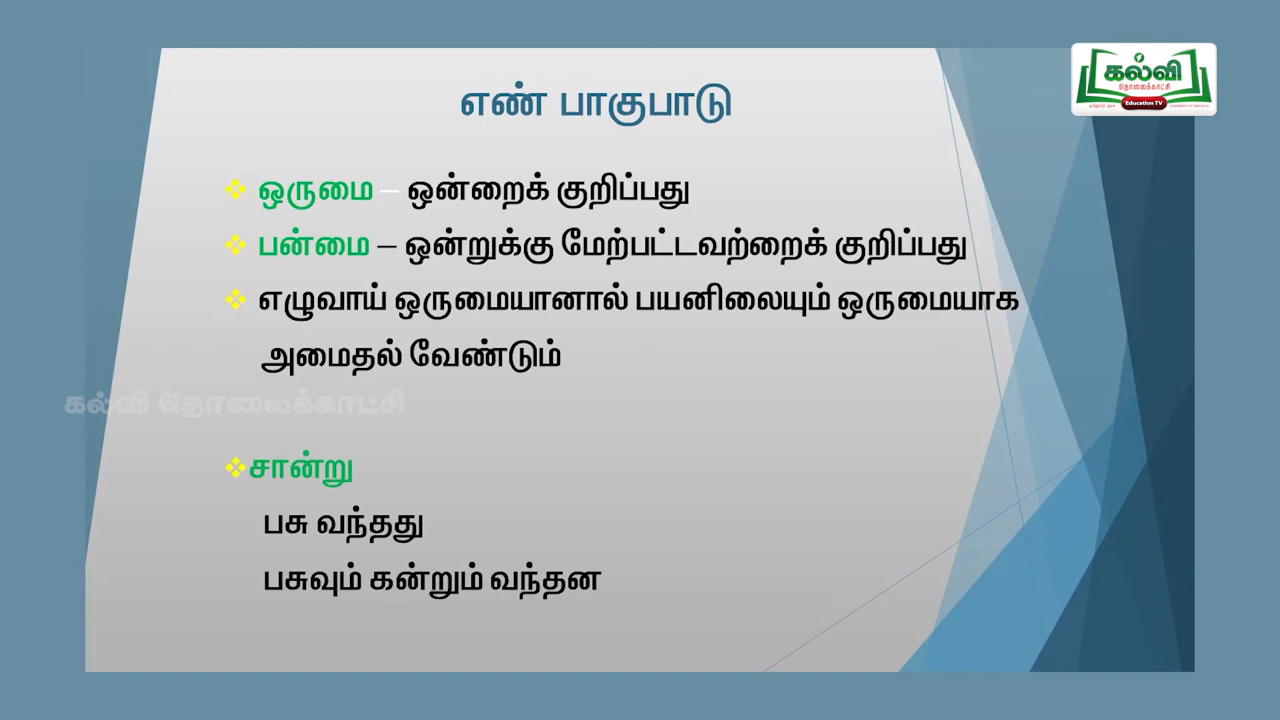 கல்வி
தொலைக்காட்சி
Education TV
எண் பாகுபாடு
❖ ஒருமை – ஒன்றைக் குறிப்பது
❖ பன்மை – ஒன்றுக்கு மேற்பட்டவற்றைக் குறிப்பது
❖ எழுவாய் ஒருமையானால் பயனிலையும் ஒருமையாக
அமைதல் வேண்டும்
கல்வி தொலைக்காட்சி
❖சான்று
பசு வந்தது
பசுவும் கன்றும் வந்தன